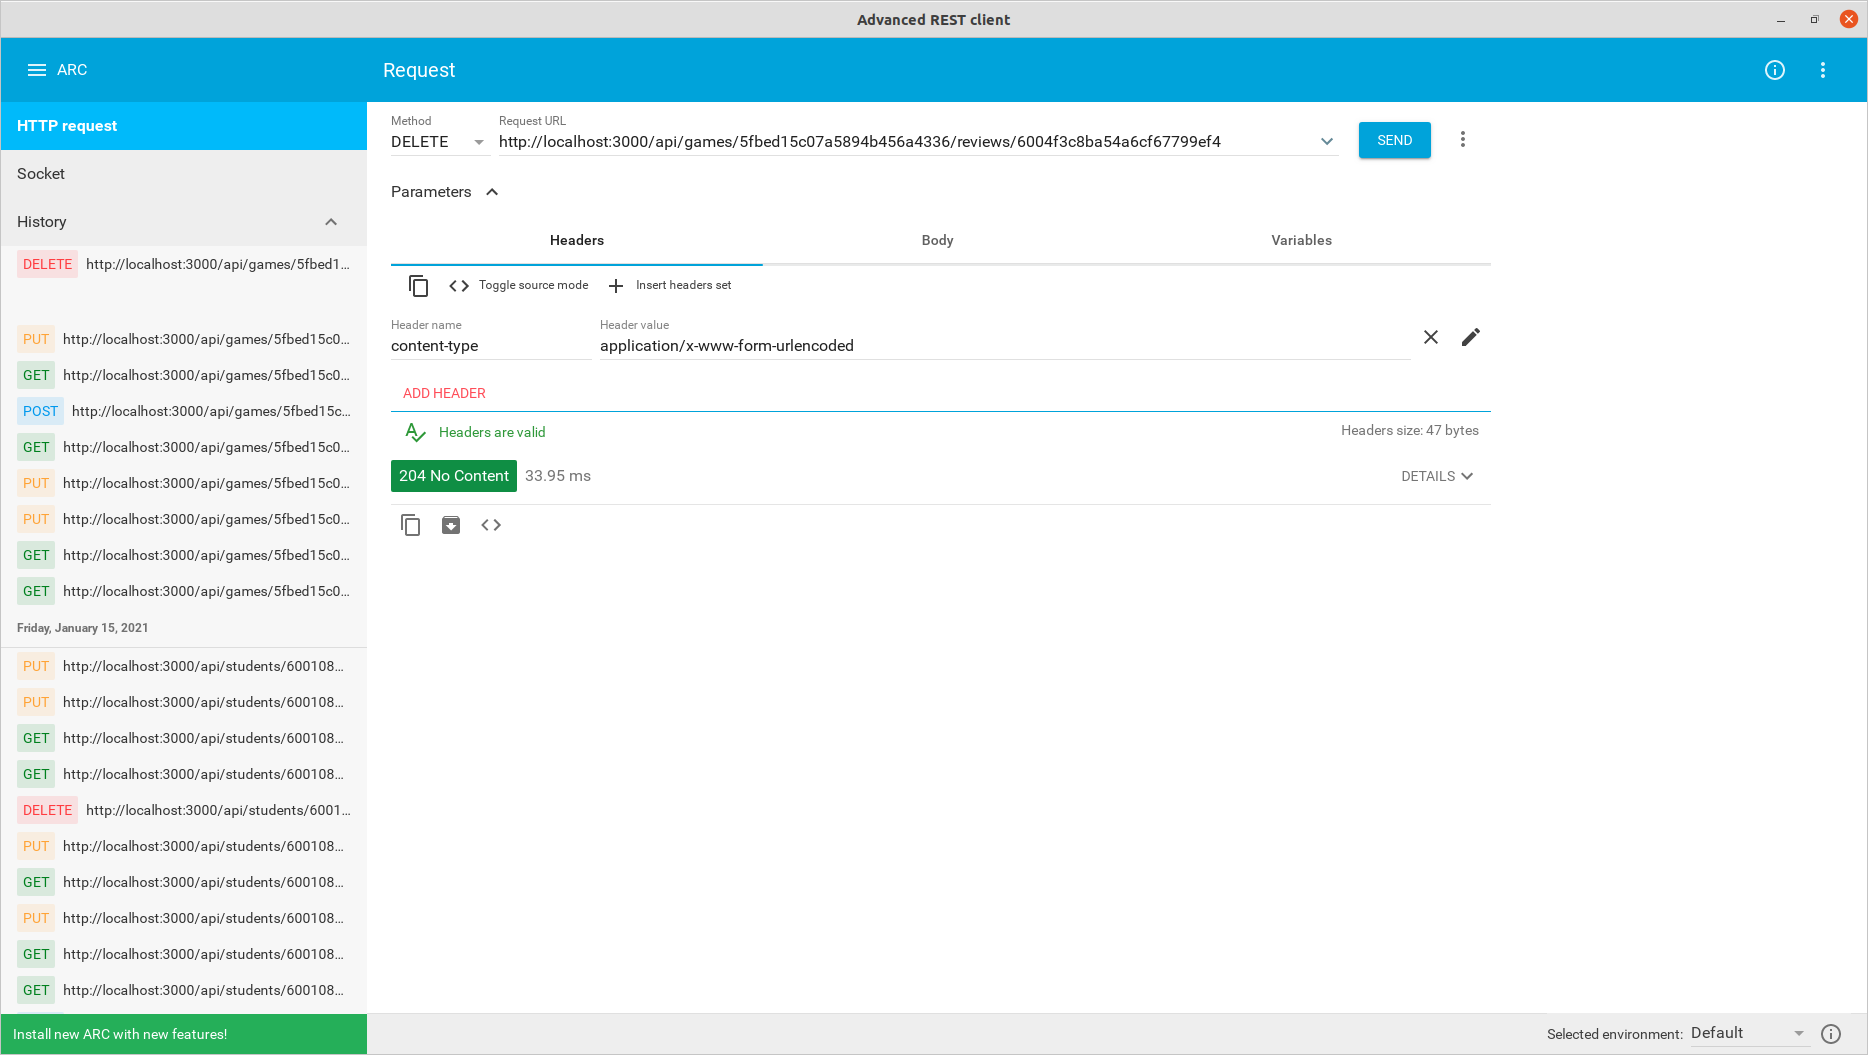 Advanced REST client
ARC
Request
HTTP request
Socket
History
DELETE http://localhost:3000/api/games/5fbed1...
PUT http://localhost:3000/api/games/5fbed15c0...
GET http://localhost:3000/api/games/5fbed15c0...
POST http://localhost:3000/api/games/5fbed15c...
GET http://localhost:3000/api/games/5fbed15c0...
PUT http://localhost:3000/api/games/5fbed15c0...
PUT http://localhost:3000/api/games/5fbed15c0...
GET http://localhost:3000/api/games/5fbed15c0...
GET http://localhost:3000/api/games/5fbed15c0...
Friday, January 15, 2021
PUT http://localhost:3000/api/students/600108...
PUT http://localhost:3000/api/students/600108...
GET http://localhost:3000/api/students/600108...
GET http://localhost:3000/api/students/600108...
DELETE http://localhost:3000/api/students/6001...
PUT http://localhost:3000/api/students/600108...
GET http://localhost:3000/api/students/600108...
PUT http://localhost:3000/api/students/600108...
GET http://localhost:3000/api/students/600108...
GET http://localhost:3000/api/students/600108...
Install new ARC with new features!
Method
DELETE
Request URL
http://localhost:3000/api/games/5fbed15c07a5894b456a4336/reviews/6004f3c8ba54a6cf67799ef4
SEND
Parameters
Headers Body Variables
Toggle source mode Insert headers set
Header name
content-type
Header value
application/x-www-form-urlencoded
ADD HEADER
Headers are valid
Headers size: 47 bytes
204 No Content 33.95 ms
DETAILS
Selected environment: Default